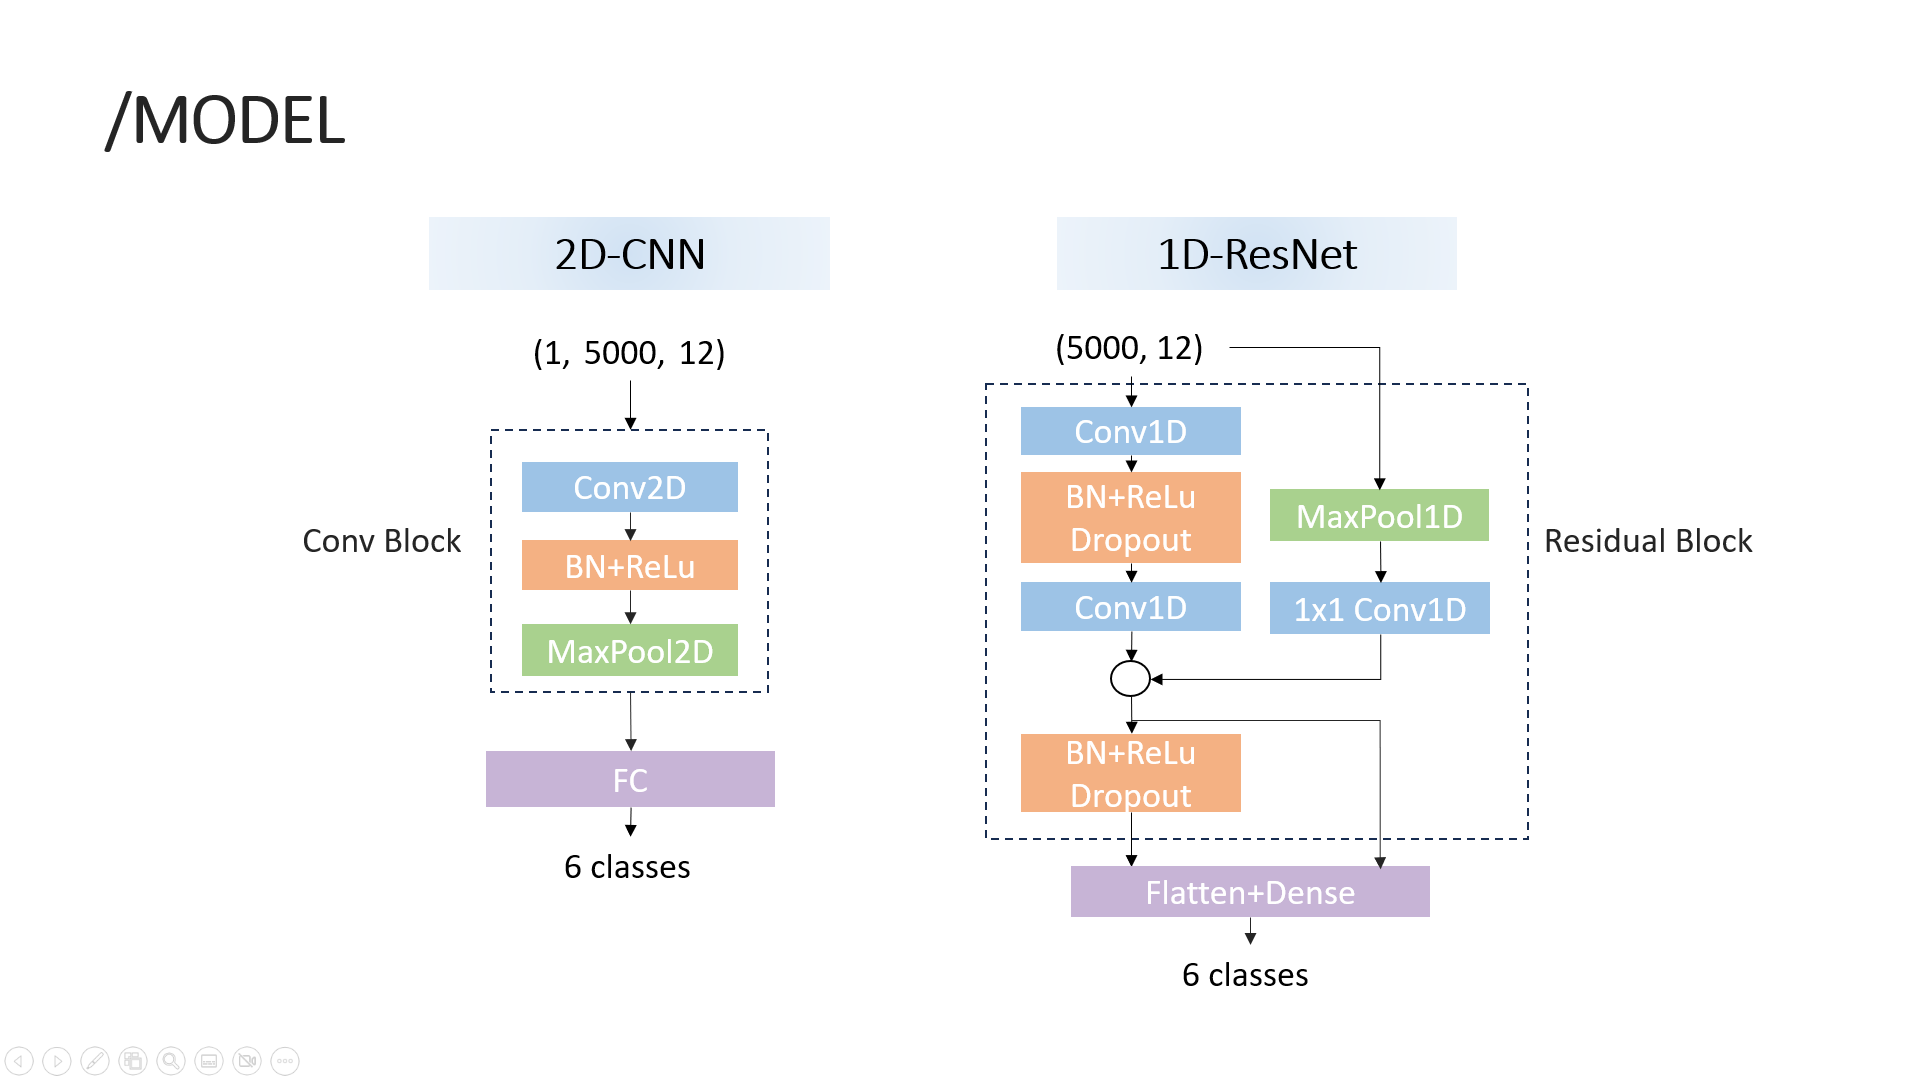 /MODEL
2D-CNN
(1, 5000, 12)
Conv Block
Conv2D
BN+ReLu
MaxPool2D
FC
6 classes
1D-ResNet
(5000, 12)
Conv1D
BN+ReLu
Dropout
Conv1D
MaxPool1D
1x1 Conv1D
Residual Block
BN+ReLu
Dropout
Flatten+Dense
6 classes